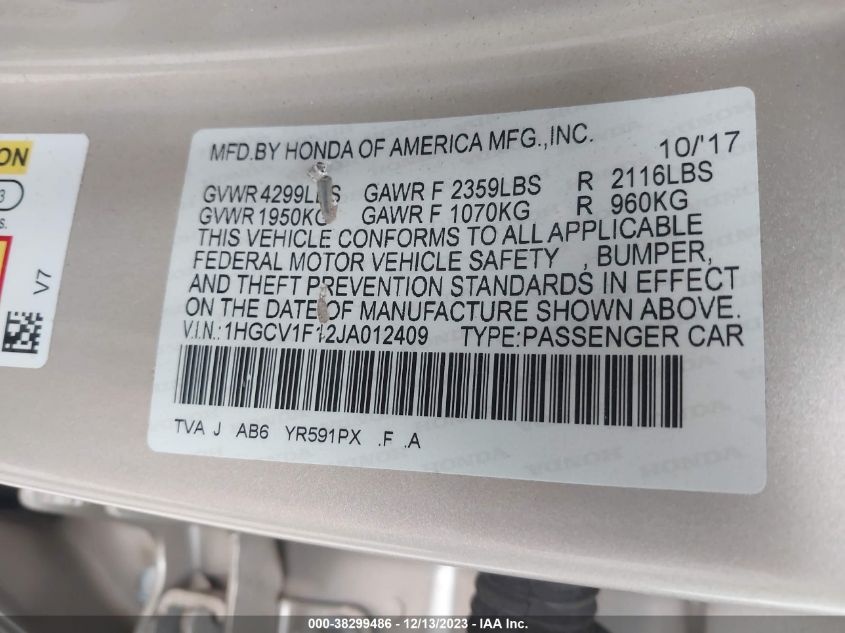 MFD.BY HONDA OF AMERICA MFG.,INC. 10/'17
GVWR 4299LBS GAWR F 2359LBS R 2116LBS
GVWR 1950KG GAWR F 1070KG R 960KG
THIS VEHICLE CONFORMS TO ALL APPLICABLE
FEDERAL MOTOR VEHICLE SAFETY , BUMPER,
AND THEFT PREVENTION STANDARDS IN EFFECT
ON THE DATE OF MANUFACTURE SHOWN ABOVE.
V.I.N.:1HGCV1F12JA012409 TYPE:PASSENGER CAR
TVA J AB6 YR591PX .F .A
V7
000-38299486 - 12/13/2023 - IAA Inc.